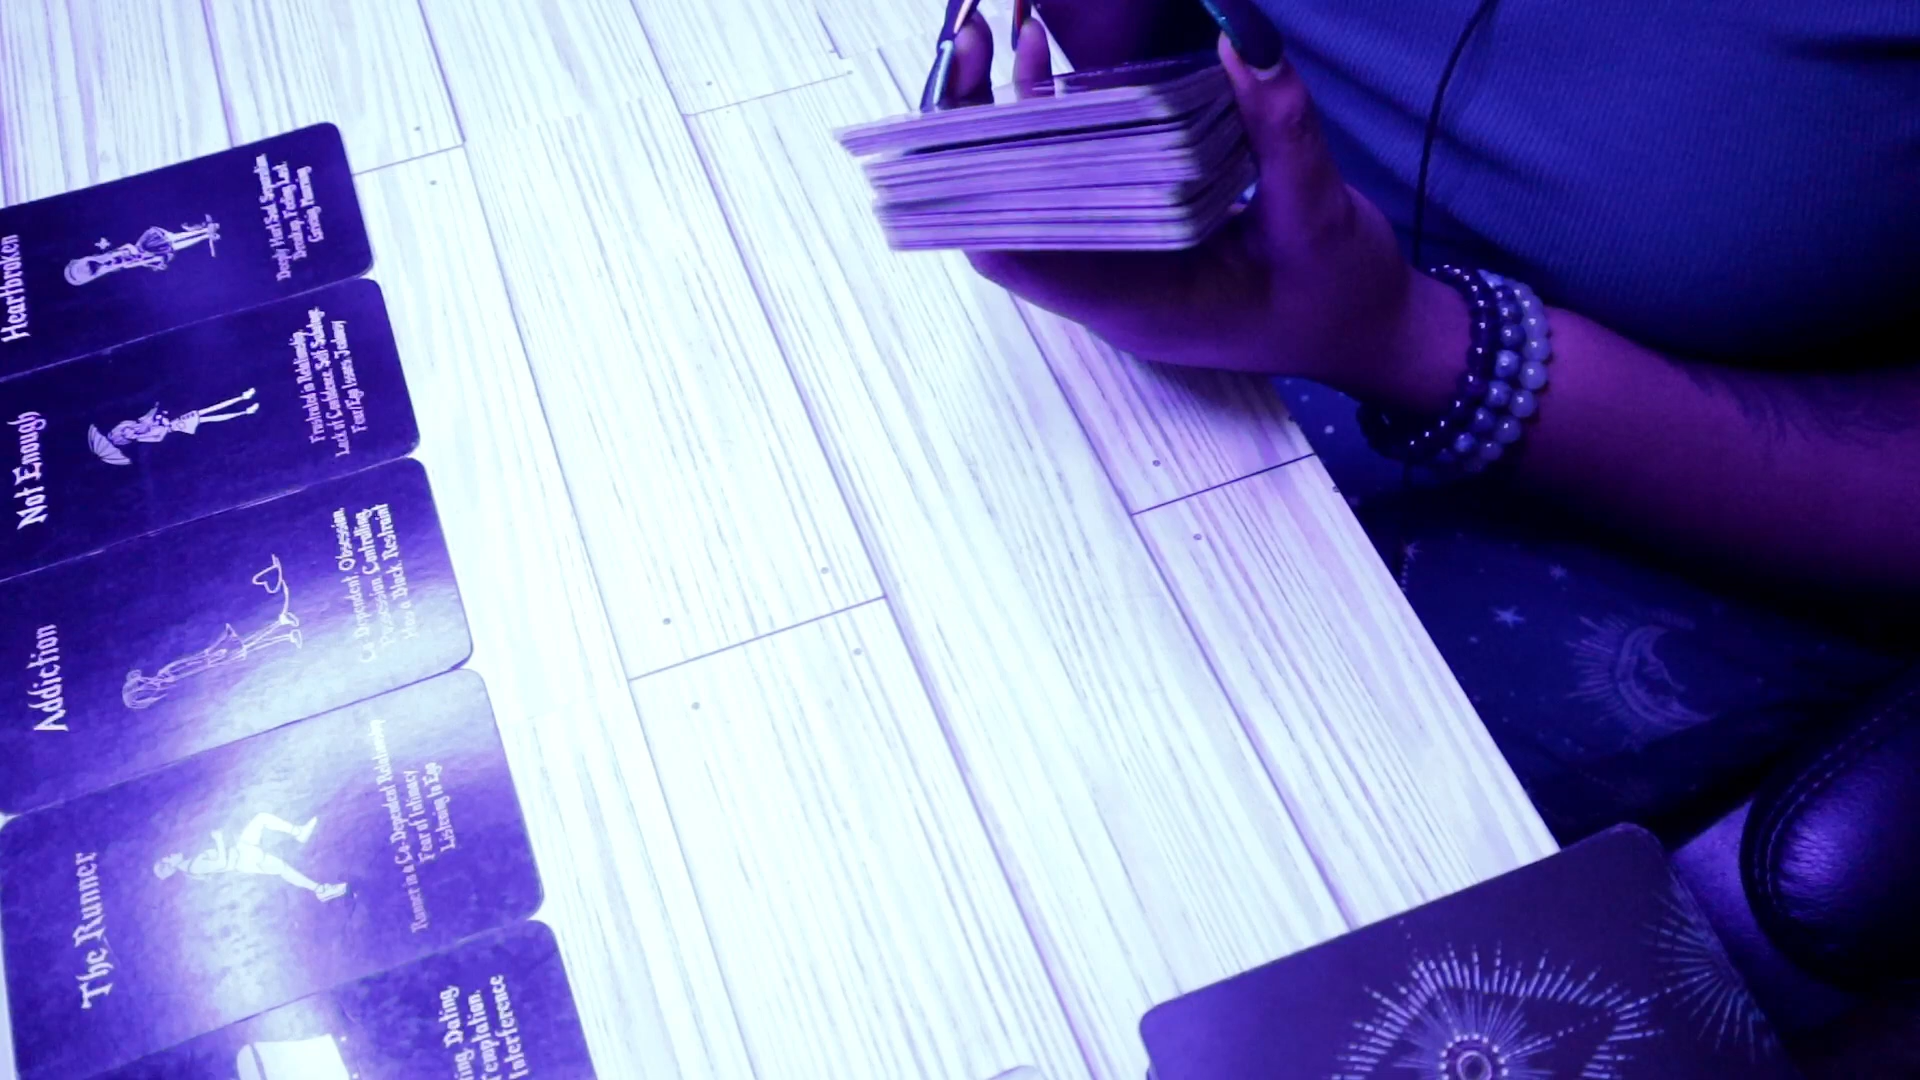 Heartbroken
Deeply Hurt, Sad, Separation
Breakup, Feeling Lost,
Grieving, Mourning
Not Enough
Frustrated in Relationship,
Lack of Confidence, Self-Sabotage,
Fear/Ego Issues, Jealousy
Addiction
Co-Dependent, Obsession,
Possession, Controlling,
Block, Restraint
The Runner
Runner in a Co-Dependent Relationship
Fear of Intimacy,
Listening to Ego
Dating,
Temptation,
Interference